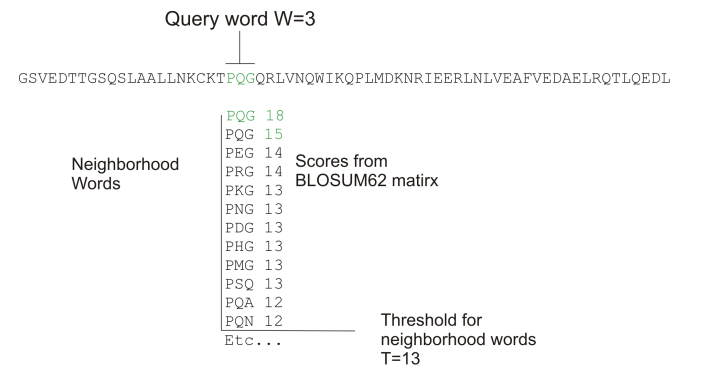 Query word W=3
GSVEDTTGSQSLAALLNKCKTPQGQRLVNQWIKQPLMDKNRIEERLNLVEAFVEDAELRQTLQEDL
PQG 18
PQG 15
PEG 14
PRG 14
PKG 13
PNG 13
PDG 13
PHG 13
PMG 13
PSQ 13
PQA 12
PQN 12
Etc...
Neighborhood
Words
Scores from
BLOSUM62 matirx
Threshold for
neighborhood words
T=13